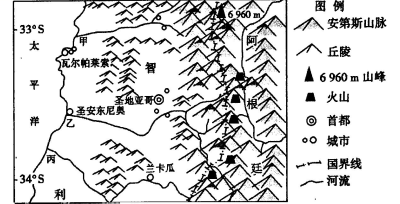 33°S
34°S
太
平
洋
甲
瓦尔帕莱索
智
圣地亚哥
圣安东尼奥
乙
丙
兰卡瓜
利
6 960 m
阿
根
廷
图 例
安第斯山脉
丘陵
6 960 m山峰
火山
首都
城市
国界线
河流